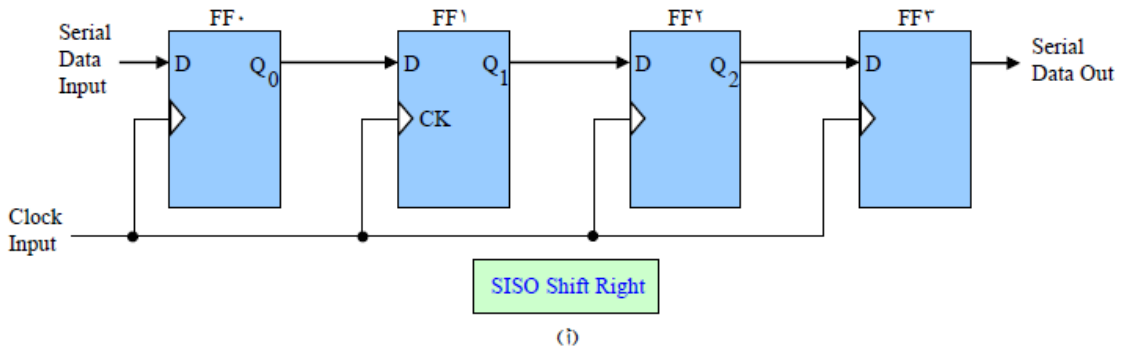 FF٠
FF١
FF٢
FF٣
Serial
Data
Input
D
Q0
D
Q1
CK
D
Q2
D
Serial
Data Out
Clock
Input
SISO Shift Right
(أ)